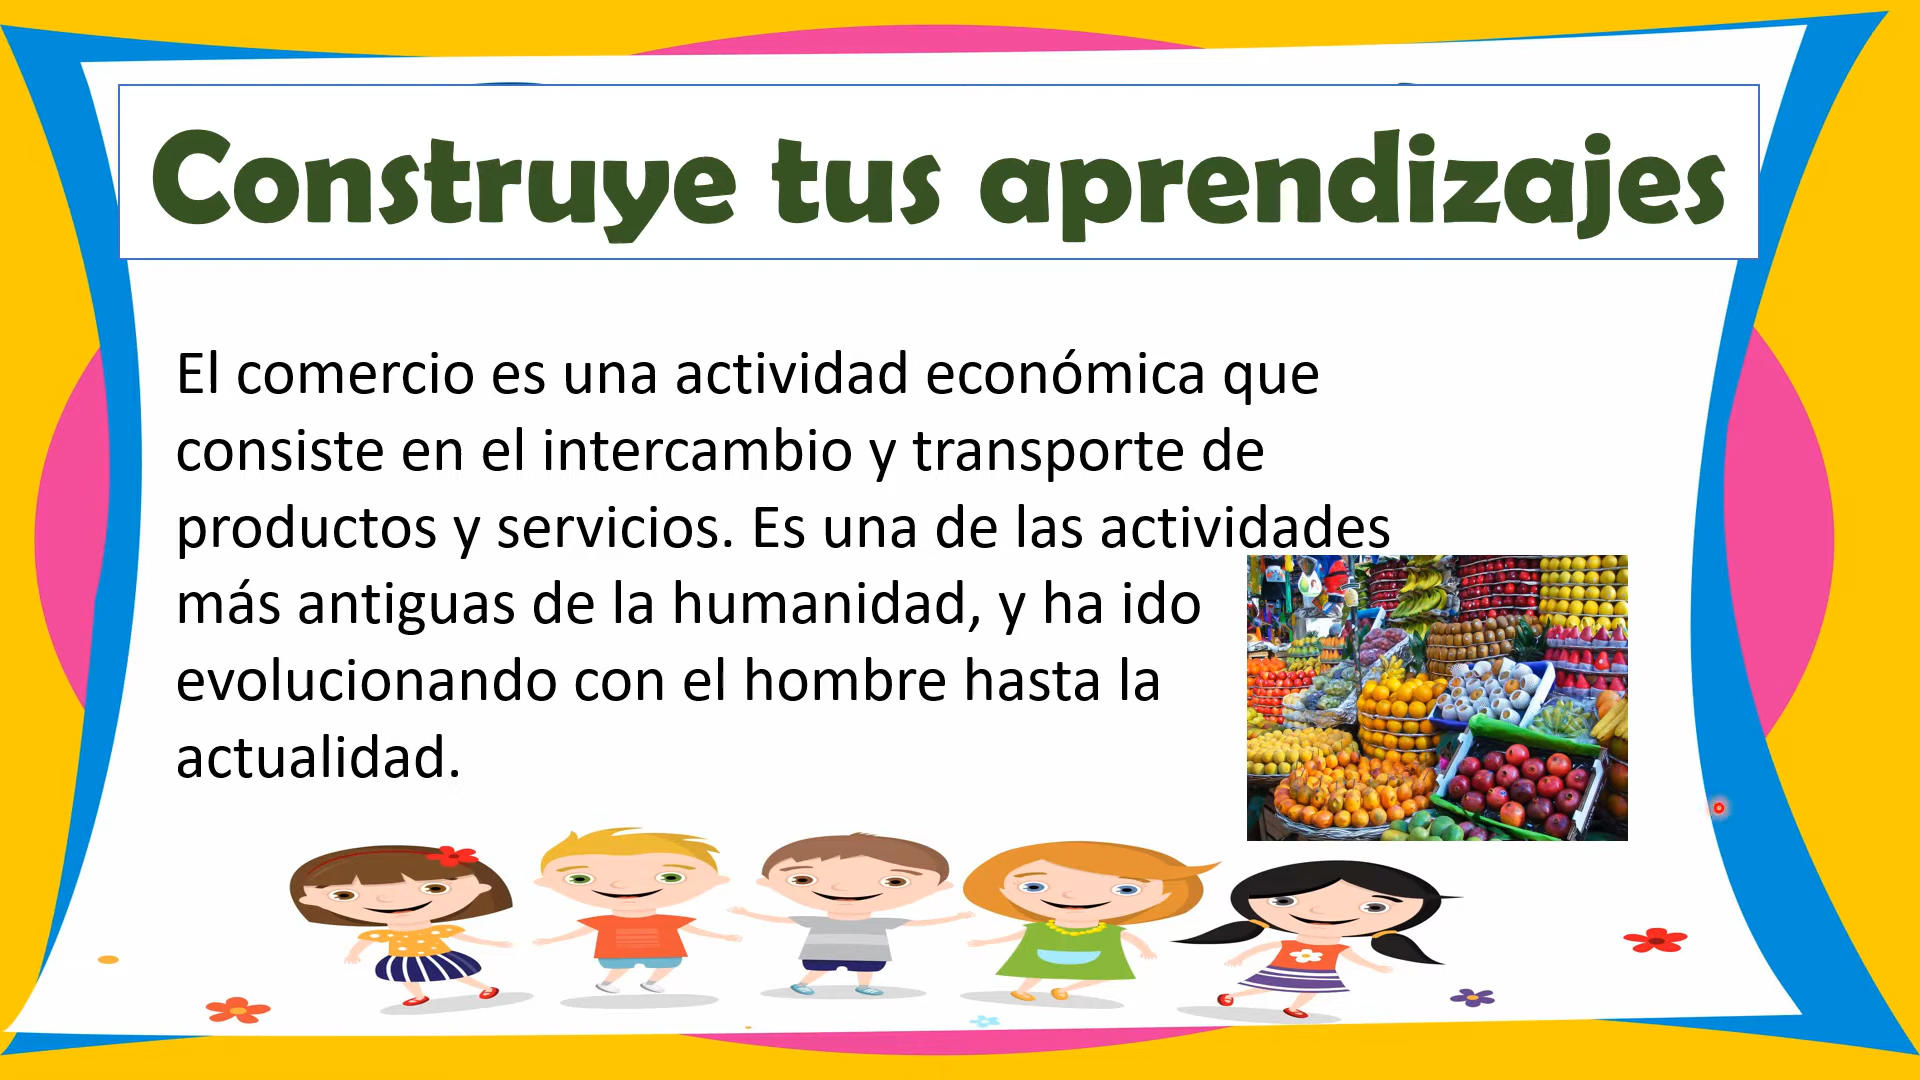 Construye tus aprendizajes
El comercio es una actividad económica que
consiste en el intercambio y transporte de
productos y servicios. Es una de las actividades
más antiguas de la humanidad, y ha ido
evolucionando con el hombre hasta la
actualidad.